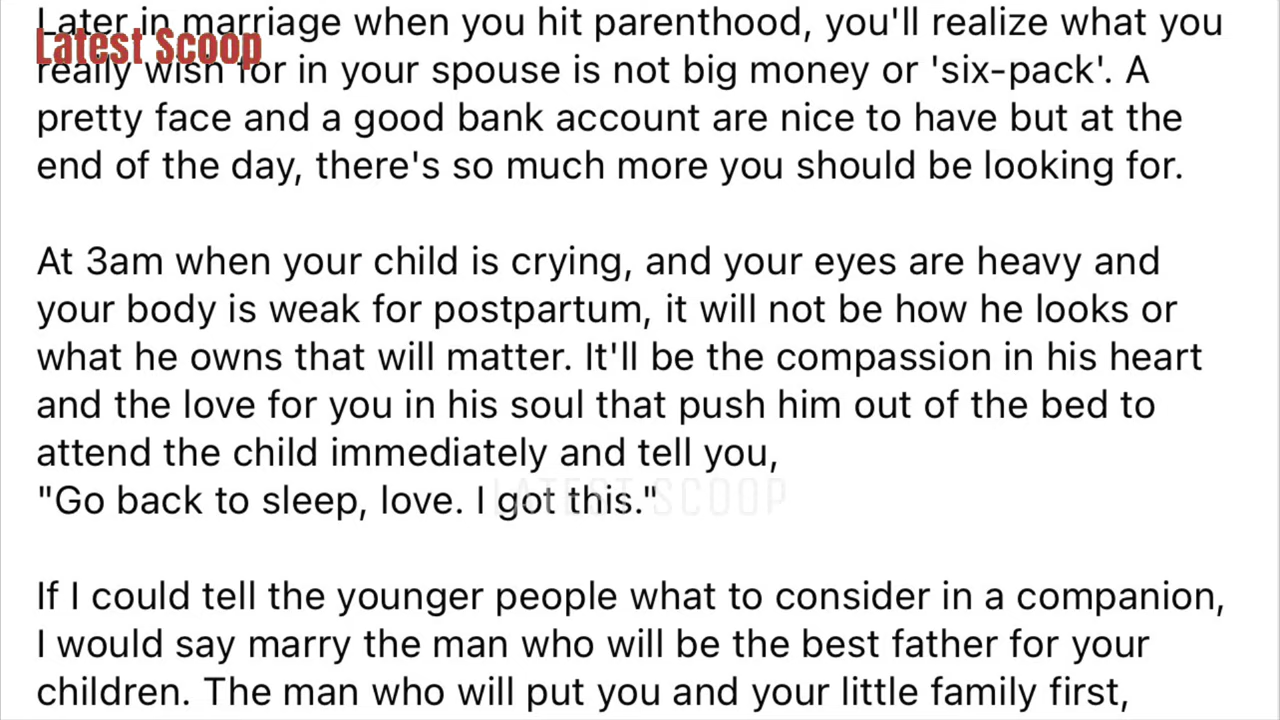 Later in marriage when you hit parenthood, you'll realize what you
Latest Scoop
really wish for in your spouse is not big money or 'six-pack'. A
pretty face and a good bank account are nice to have but at the
end of the day, there's so much more you should be looking for.
At 3am when your child is crying, and your eyes are heavy and
your body is weak for postpartum, it will not be how he looks or
what he owns that will matter. It'll be the compassion in his heart
and the love for you in his soul that push him out of the bed to
attend the child immediately and tell you,
"Go back to sleep, love. I got this."
LATEST SCOOP
If I could tell the younger people what to consider in a companion,
I would say marry the man who will be the best father for your
children. The man who will put you and your little family first,